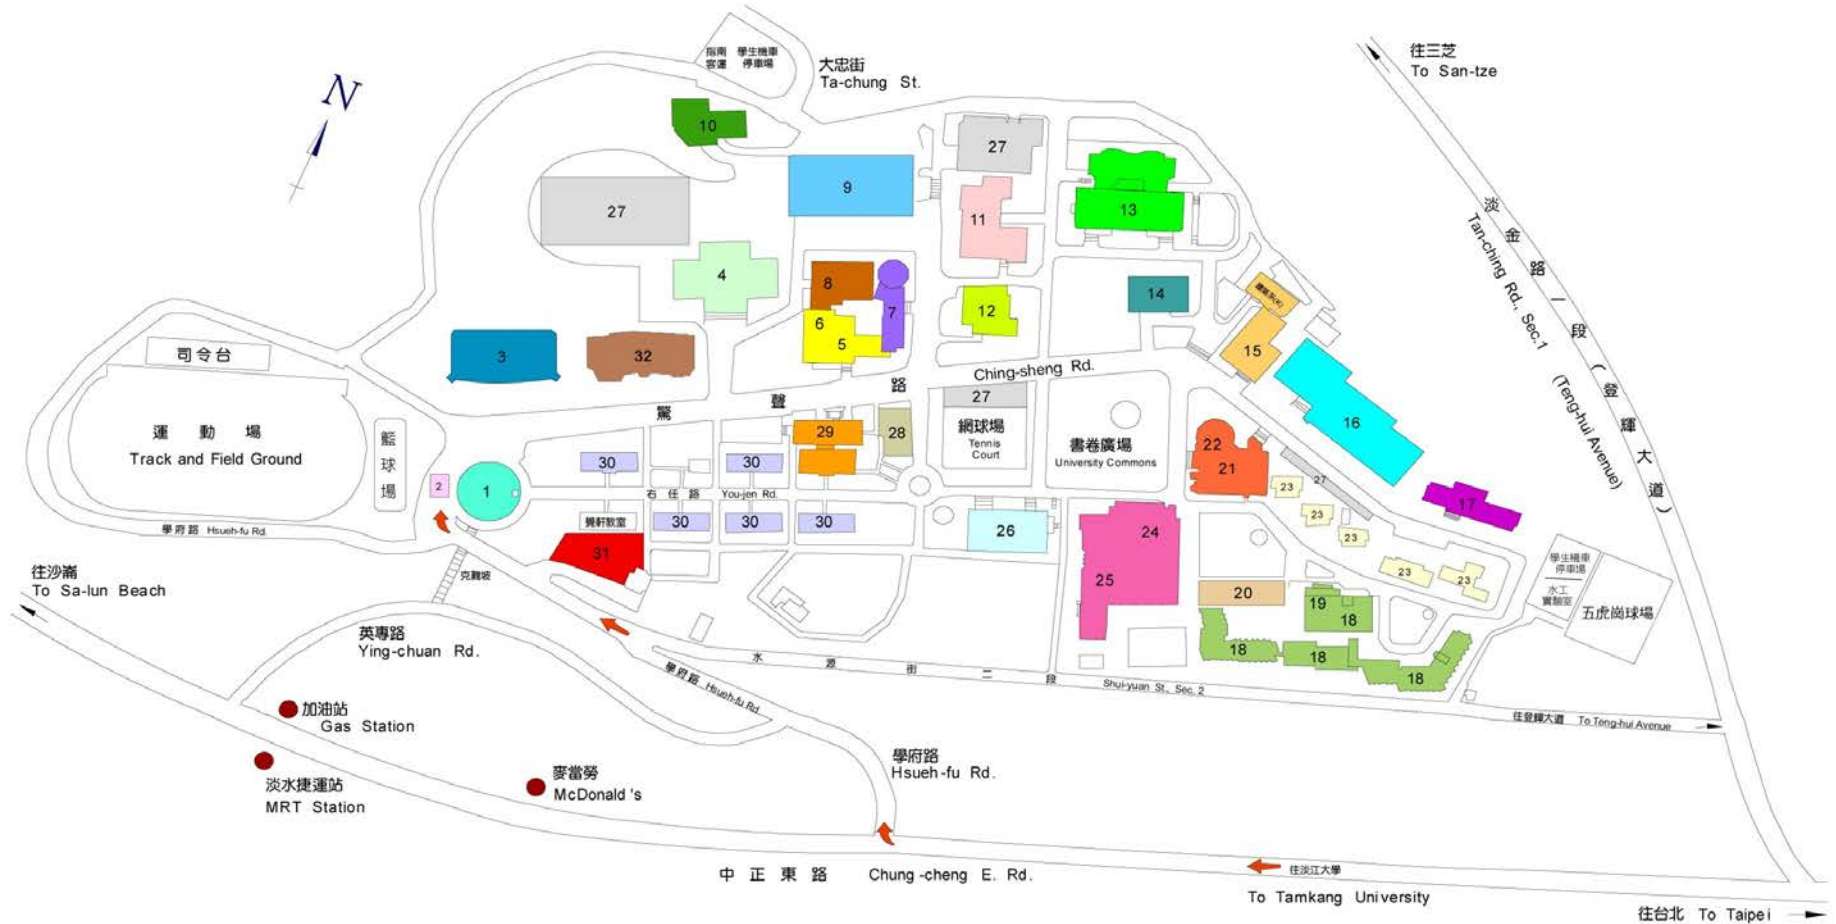 指南 學生機車
客運 停車場
大忠街
Ta-chung St.
往三芝
To San-tze
N
10
27
9
27
11
13
淡金路一段(登輝大道)
Tan-ching Rd., Sec.1 (Teng-hui Avenue)
4
8
7
6
5
12
14
建築系(K)
15
16
17
司令台
3
32
Ching-sheng Rd.
驚聲路
27
運動場
Track and Field Ground
籃球場
2
1
30
30
29
28
網球場
Tennis
Court
書卷廣場
University Commons
22
21
23
27
23
23
23
23
右任路 You-jen Rd.
覺軒教室
30
30
30
31
26
24
25
20
19
18
18
18
18
學生機車
停車場
水工
實驗室
五虎崗球場
學府路 Hsueh-fu Rd.
克難坡
往沙崙
To Sa-lun Beach
英專路
Ying-chuan Rd.
學府路 Hsueh-fu Rd.
水源街二段 Shui-yuan St., Sec. 2
往登輝大道 To Teng-hui Avenue
加油站
Gas Station
淡水捷運站
MRT Station
麥當勞
McDonald's
學府路
Hsueh-fu Rd.
中正東路 Chung-cheng E. Rd.
往淡江大學
To Tamkang University
往台北 To Taipei